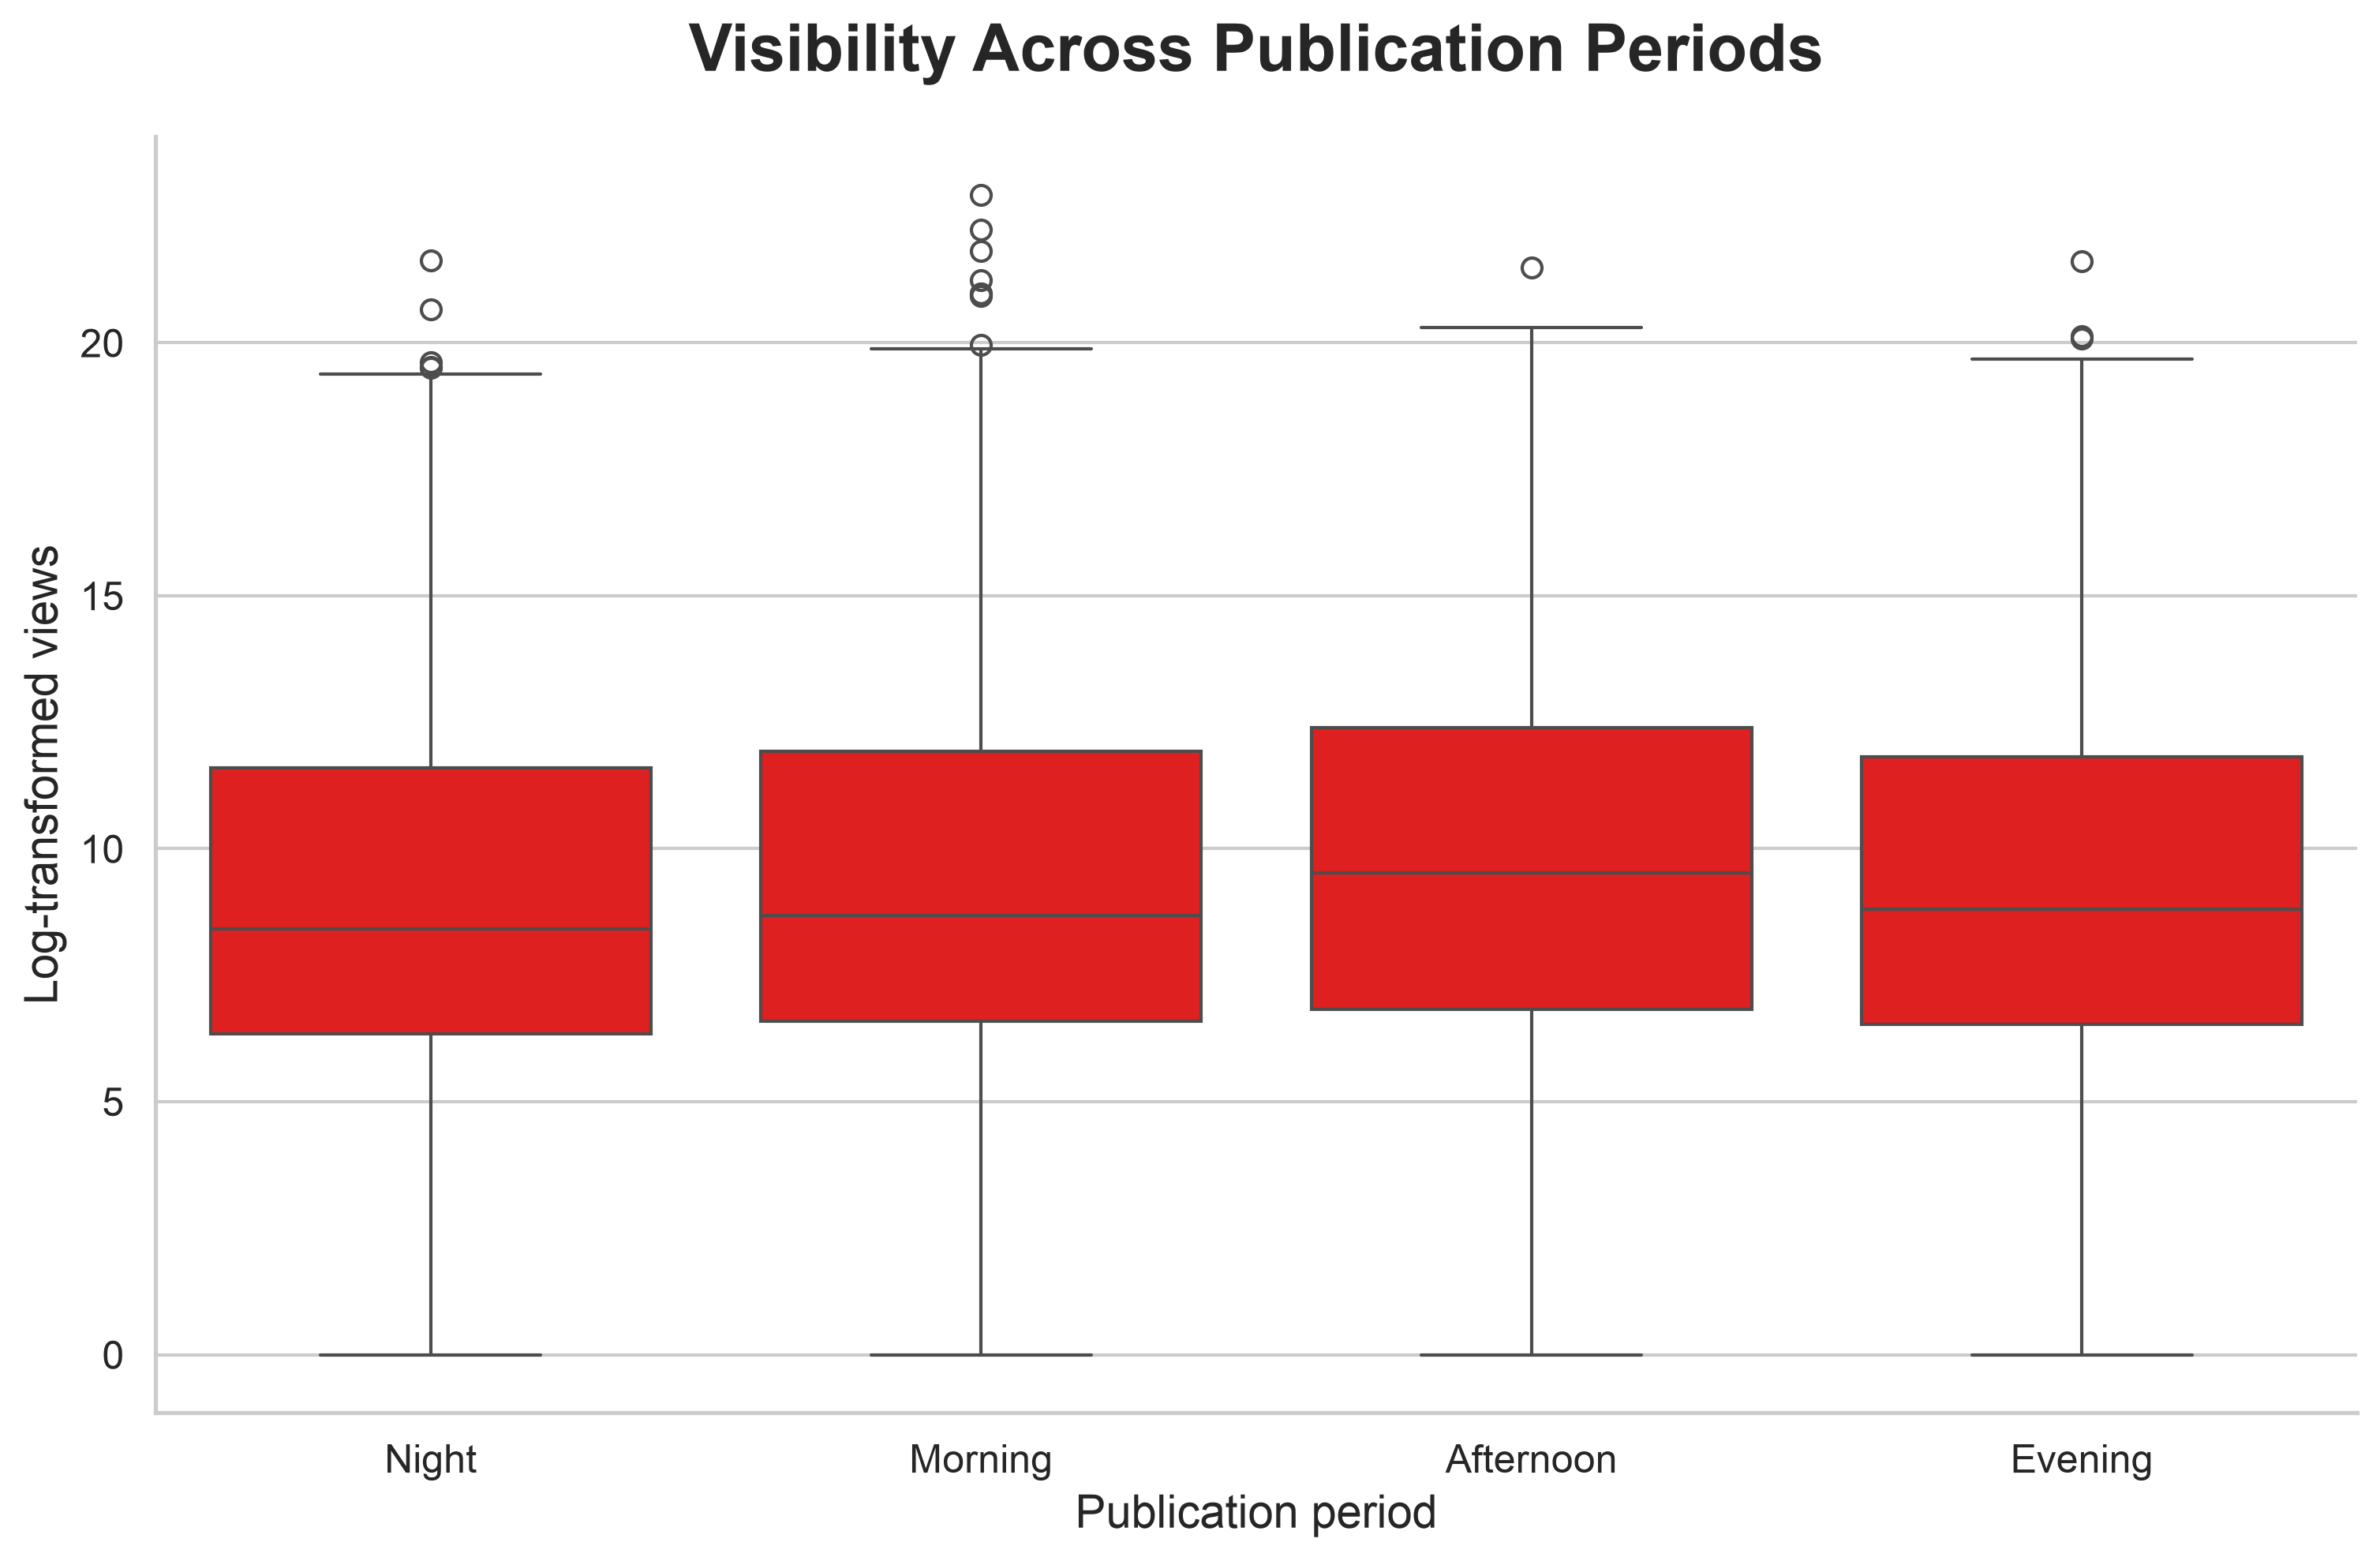 Visibility Across Publication Periods
Log-transformed views
20
15
10
5
0
Night Morning Afternoon Evening
Publication period